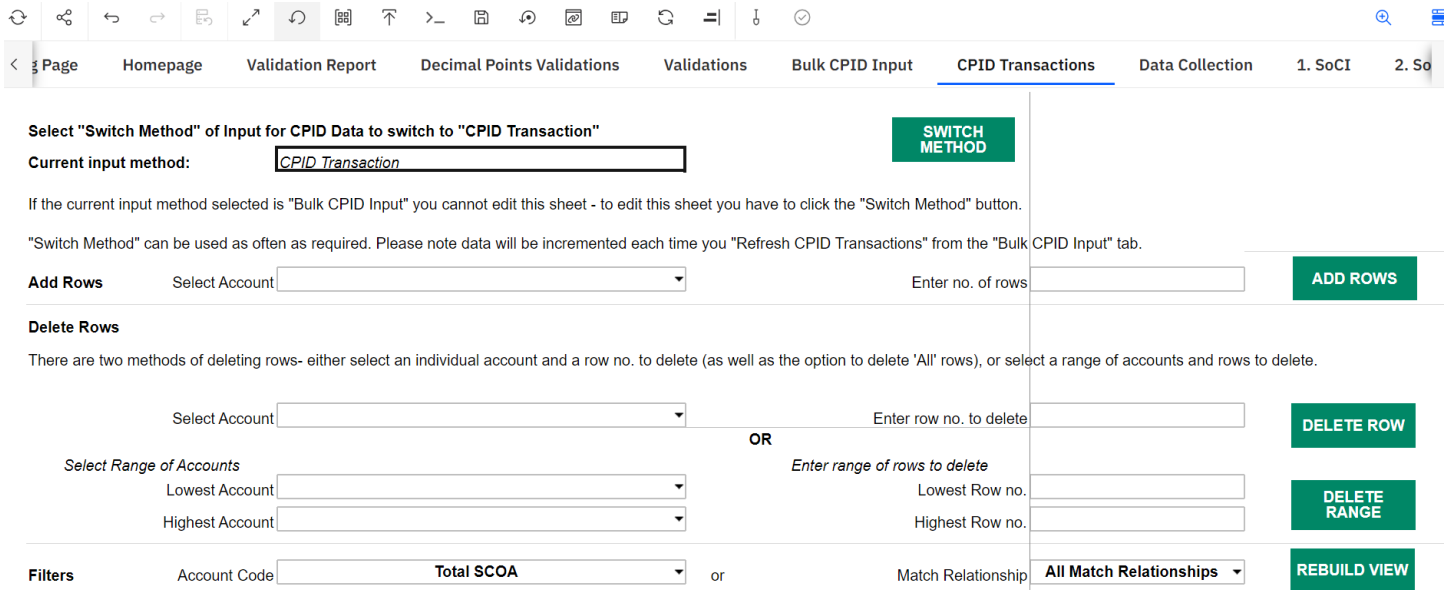 g Page Homepage Validation Report Decimal Points Validations Validations Bulk CPID Input CPID Transactions Data Collection 1. SoCI 2. So
Select "Switch Method" of Input for CPID Data to switch to "CPID Transaction"
SWITCH
METHOD
Current input method: CPID Transaction
If the current input method selected is "Bulk CPID Input" you cannot edit this sheet - to edit this sheet you have to click the "Switch Method" button.
"Switch Method" can be used as often as required. Please note data will be incremented each time you "Refresh CPID Transactions" from the "Bulk CPID Input" tab.
Add Rows Select Account Enter no. of rows ADD ROWS
Delete Rows
There are two methods of deleting rows- either select an individual account and a row no. to delete (as well as the option to delete 'All' rows), or select a range of accounts and rows to delete.
Select Account Enter row no. to delete DELETE ROW
OR
Select Range of Accounts Enter range of rows to delete
Lowest Account Lowest Row no.
DELETE
RANGE
Highest Account Highest Row no.
Filters Account Code Total SCOA or Match Relationship All Match Relationships REBUILD VIEW